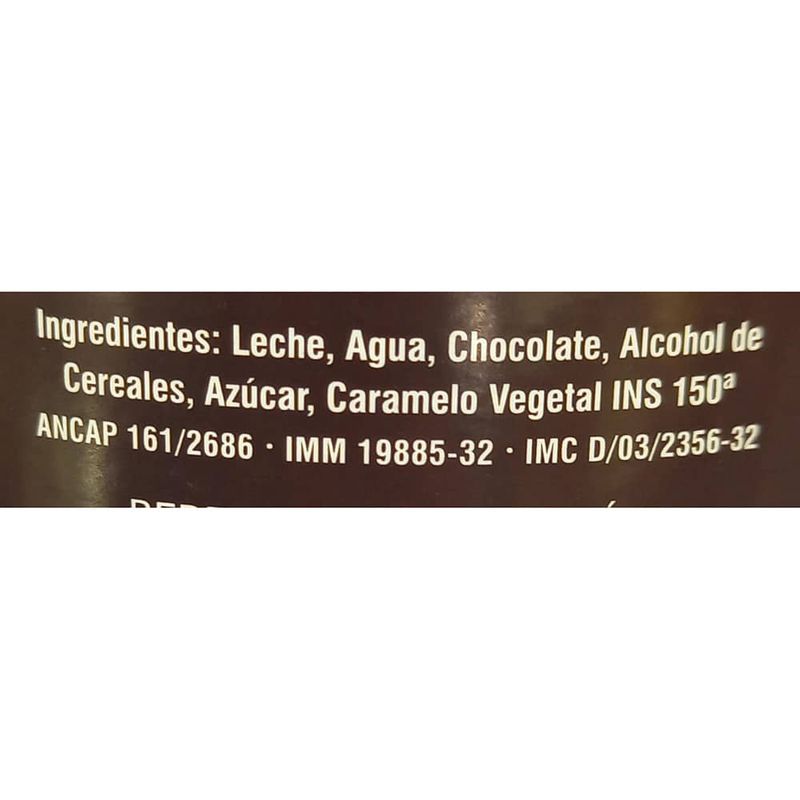 Ingredientes: Leche, Agua, Chocolate, Alcohol de
Cereales, Azúcar, Caramelo Vegetal INS 150ª
ANCAP 161/2686 · IMM 19885-32 · IMC D/03/2356-32